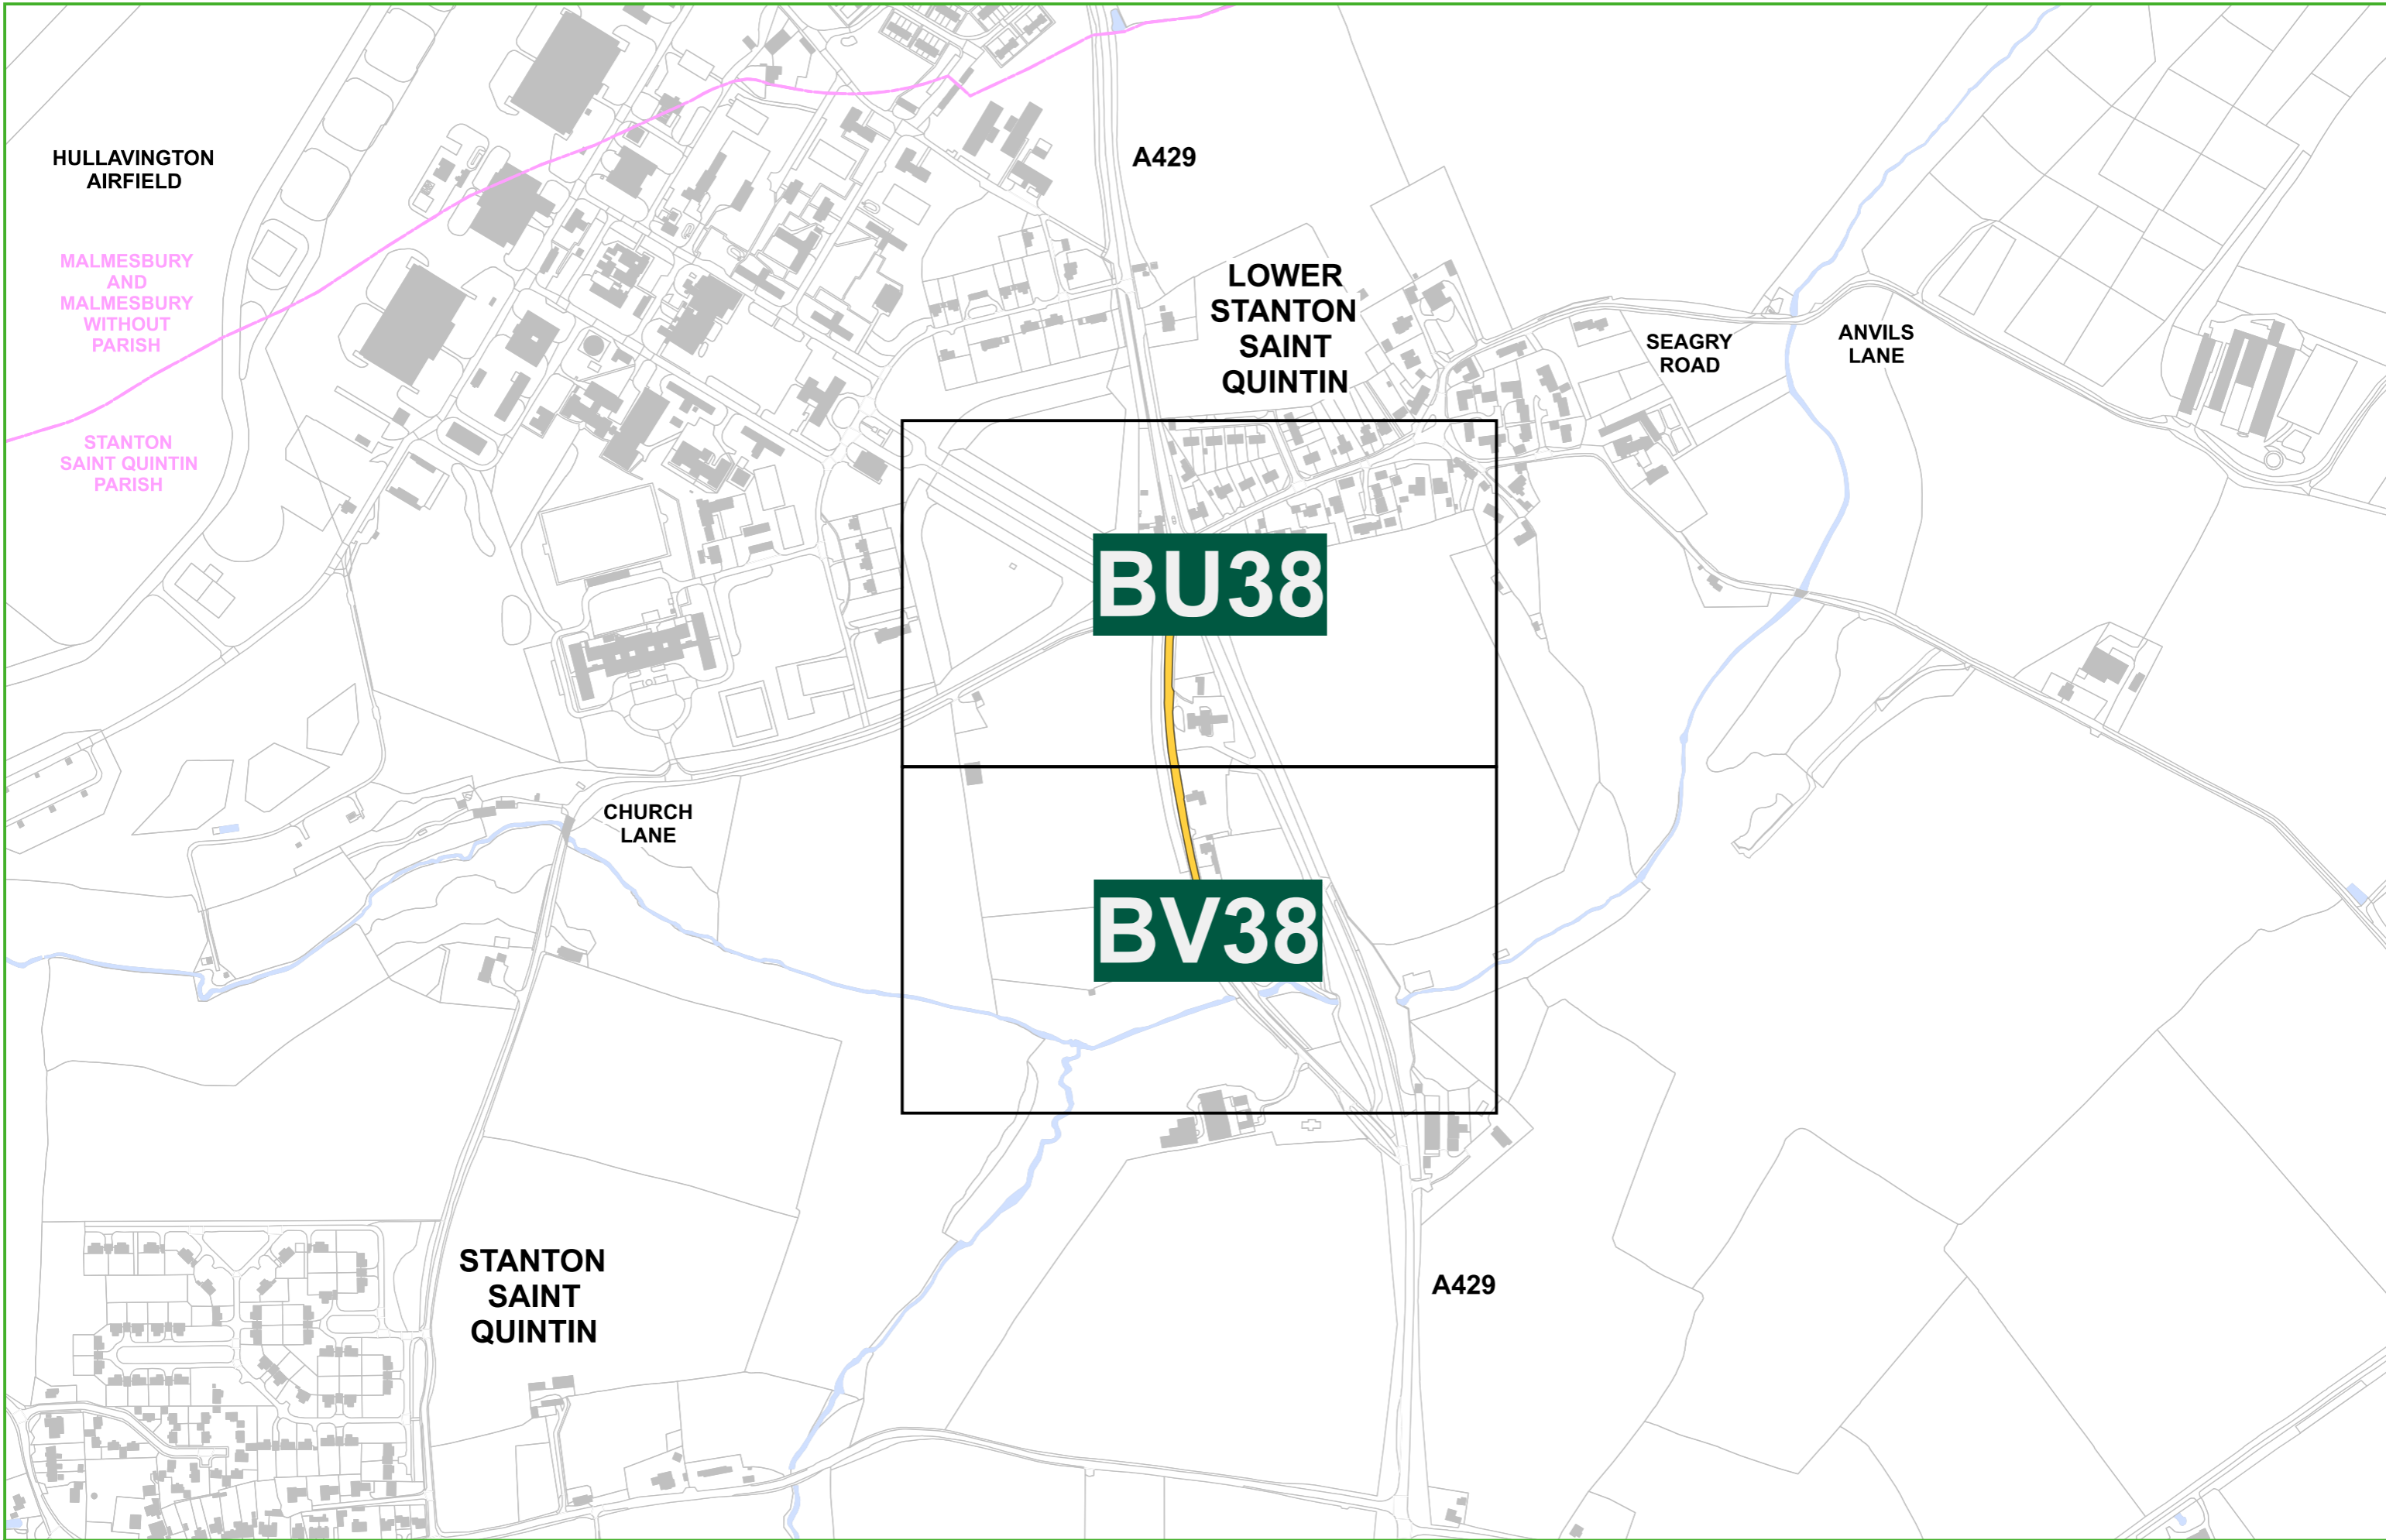 HULLAVINGTON
AIRFIELD
A429
MALMESBURY
AND
MALMESBURY
WITHOUT
PARISH
LOWER
STANTON
SAINT
QUINTIN
SEAGRY
ROAD
ANVILS
LANE
STANTON
SAINT QUINTIN
PARISH
BU38
CHURCH
LANE
BV38
STANTON
SAINT
QUINTIN
A429